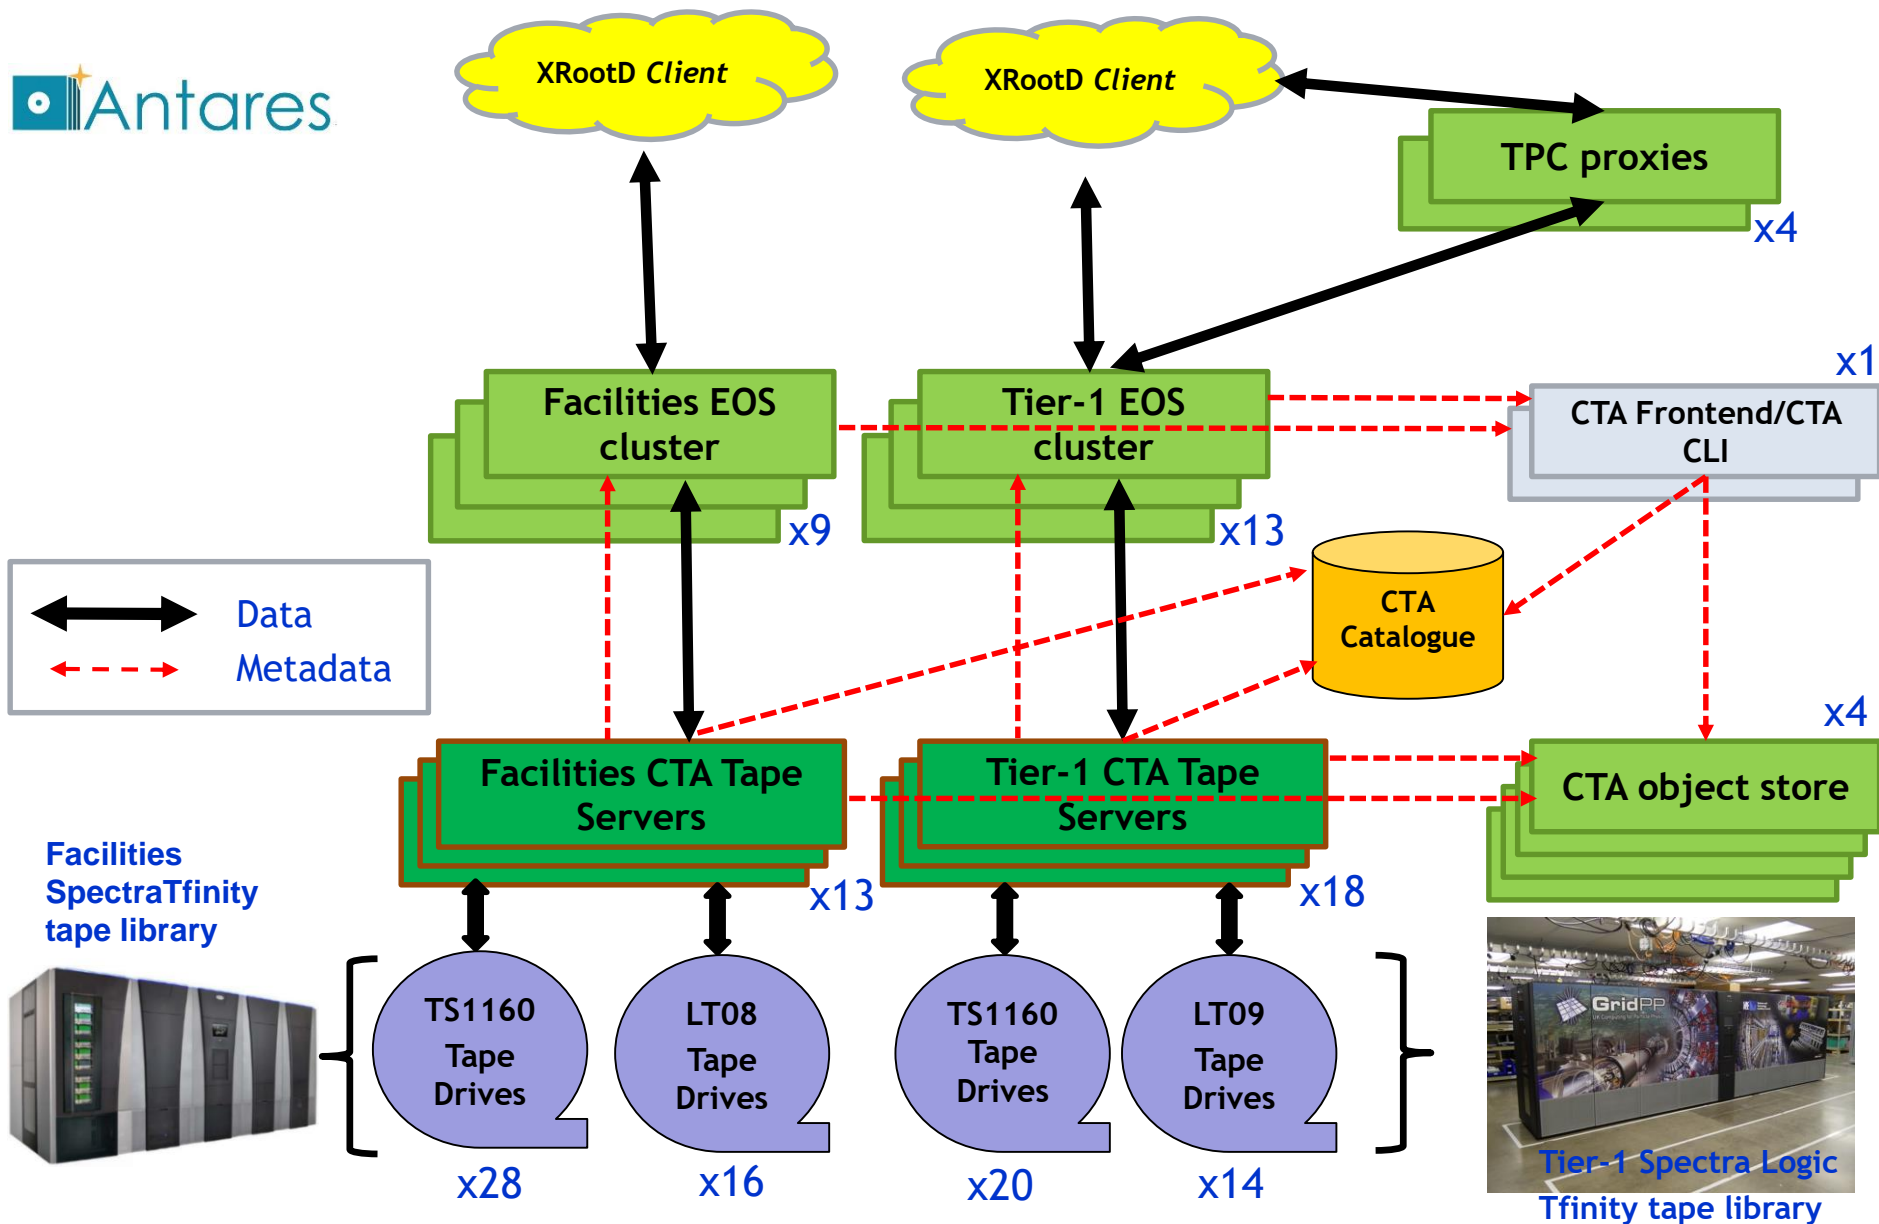 Antares
XRootD Client
XRootD Client
TPC proxies
x4
x1
Facilities EOS
cluster
x9
Tier-1 EOS
cluster
x13
CTA Frontend/CTA
CLI
Data
Metadata
CTA
Catalogue
x4
Facilities CTA Tape
Servers
x13
Tier-1 CTA Tape
Servers
x18
CTA object store
Facilities
SpectraTfinity
tape library
TS1160
Tape
Drives
x28
LT08
Tape
Drives
x16
TS1160
Tape
Drives
x20
LT09
Tape
Drives
x14
GridPP
Tier-1 Spectra Logic
Tfinity tape library